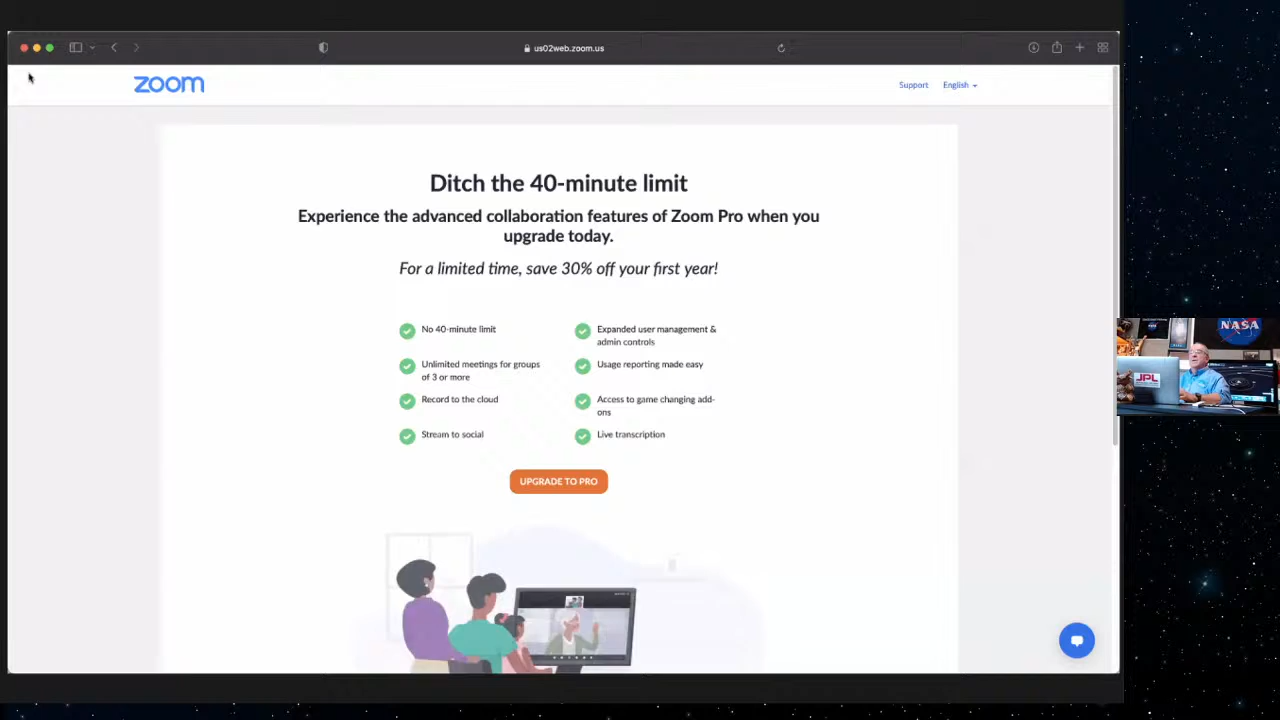 us02web.zoom.us
zoom
Support
English
Ditch the 40-minute limit
Experience the advanced collaboration features of Zoom Pro when you
upgrade today.
For a limited time, save 30% off your first year!
No 40-minute limit
Expanded user management &
admin controls
Unlimited meetings for groups
of 3 or more
Usage reporting made easy
Record to the cloud
Access to game changing add-
ons
Stream to social
Live transcription
UPGRADE TO PRO
NASA
JPL